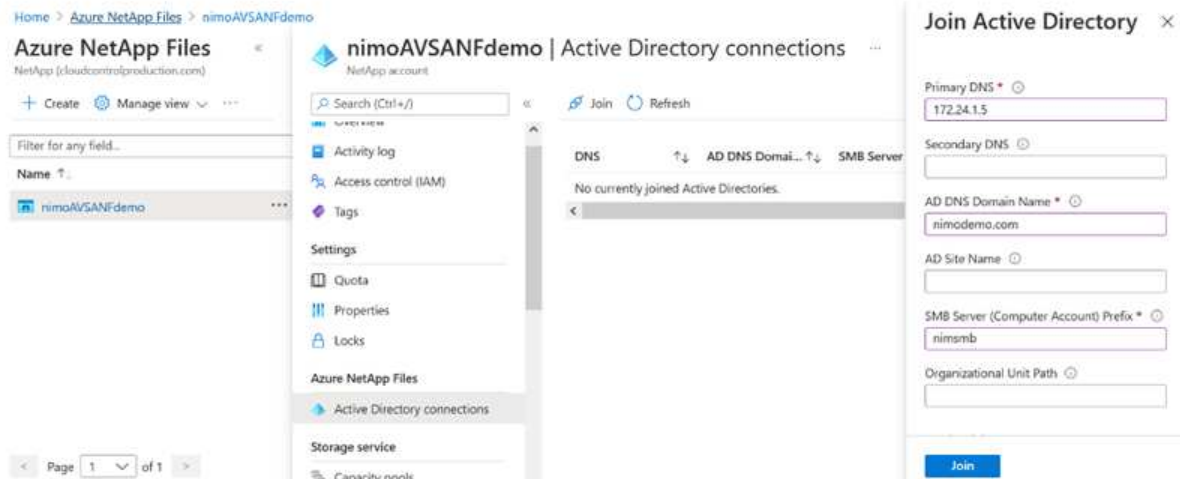 Home > Azure NetApp Files > nimoAVSANFdemo
Azure NetApp Files
NetApp (cloudcontrolproduction.com)
Create
Manage view
Filter for any field...
Name
nimoAVSANFdemo
Page 1 of 1
nimoAVSANFdemo | Active Directory connections
NetApp account
Search (Ctrl+/)
Overview
Activity log
Access control (IAM)
Tags
Settings
Quota
Properties
Locks
Azure NetApp Files
Active Directory connections
Storage service
Capacity pools
Join
Refresh
DNS
AD DNS Domai...
SMB Server
No currently joined Active Directories.
Join Active Directory
Primary DNS *
172.24.1.5
Secondary DNS
AD DNS Domain Name *
nimodemo.com
AD Site Name
SMB Server (Computer Account) Prefix *
nimsmb
Organizational Unit Path
Join